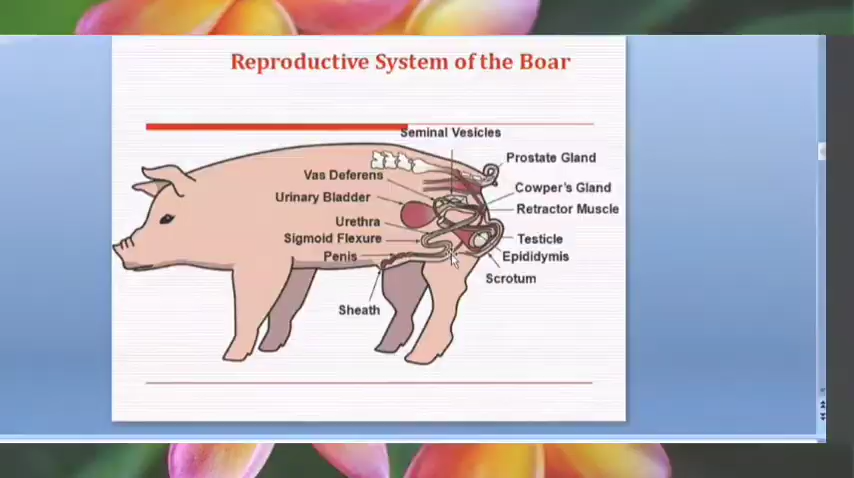 Reproductive System of the Boar
Seminal Vesicles
Prostate Gland
Vas Deferens
Cowper's Gland
Urinary Bladder
Retractor Muscle
Urethra
Sigmoid Flexure
Testicle
Penis
Epididymis
Scrotum
Sheath